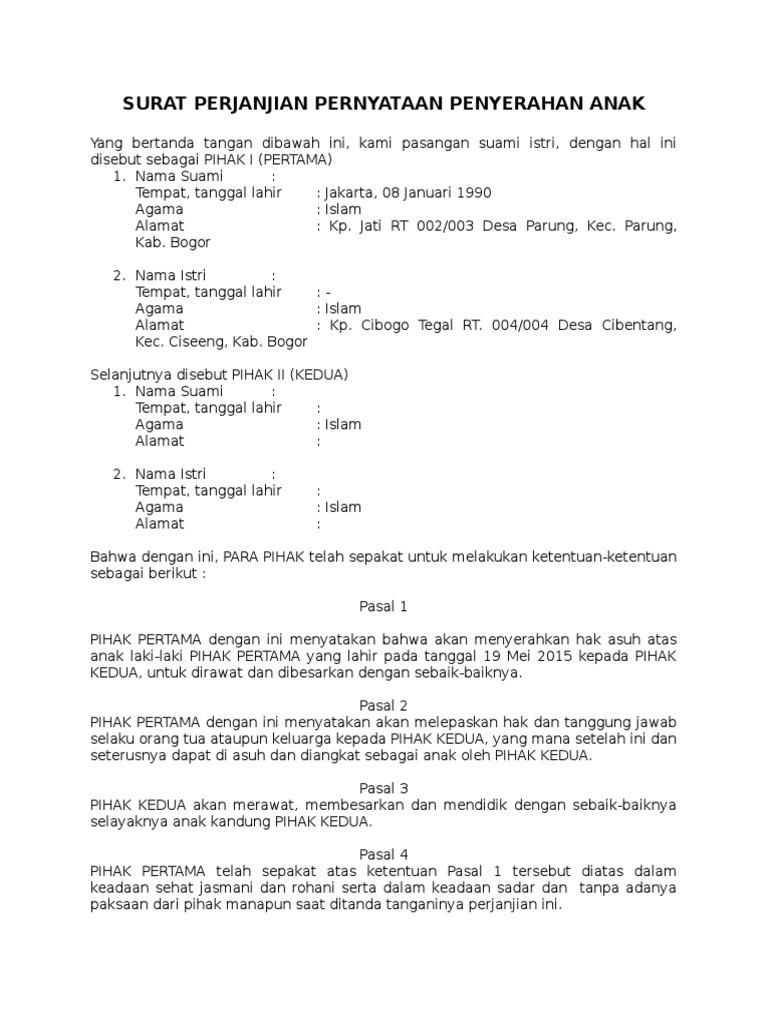 SURAT PERJANJIAN PERNYATAAN PENYERAHAN ANAK
Yang bertanda tangan dibawah ini, kami pasangan suami istri, dengan hal ini
disebut sebagai PIHAK I (PERTAMA)
1. Nama Suami :
Tempat, tanggal lahir : Jakarta, 08 Januari 1990
Agama : Islam
Alamat : Kp. Jati RT 002/003 Desa Parung, Kec. Parung,
Kab. Bogor
2. Nama Istri :
Tempat, tanggal lahir : -
Agama : Islam
Alamat : Kp. Cibogo Tegal RT. 004/004 Desa Cibentang,
Kec. Ciseeng, Kab. Bogor
Selanjutnya disebut PIHAK II (KEDUA)
1. Nama Suami :
Tempat, tanggal lahir :
Agama : Islam
Alamat :
2. Nama Istri :
Tempat, tanggal lahir :
Agama : Islam
Alamat :
Bahwa dengan ini, PARA PIHAK telah sepakat untuk melakukan ketentuan-ketentuan
sebagai berikut :
Pasal 1
PIHAK PERTAMA dengan ini menyatakan bahwa akan menyerahkan hak asuh atas
anak laki-laki PIHAK PERTAMA yang lahir pada tanggal 19 Mei 2015 kepada PIHAK
KEDUA, untuk dirawat dan dibesarkan dengan sebaik-baiknya.
Pasal 2
PIHAK PERTAMA dengan ini menyatakan akan melepaskan hak dan tanggung jawab
selaku orang tua ataupun keluarga kepada PIHAK KEDUA, yang mana setelah ini dan
seterusnya dapat di asuh dan diangkat sebagai anak oleh PIHAK KEDUA.
Pasal 3
PIHAK KEDUA akan merawat, membesarkan dan mendidik dengan sebaik-baiknya
selayaknya anak kandung PIHAK KEDUA.
Pasal 4
PIHAK PERTAMA telah sepakat atas ketentuan Pasal 1 tersebut diatas dalam
keadaan sehat jasmani dan rohani serta dalam keadaan sadar dan tanpa adanya
paksaan dari pihak manapun saat ditanda tanganinya perjanjian ini.